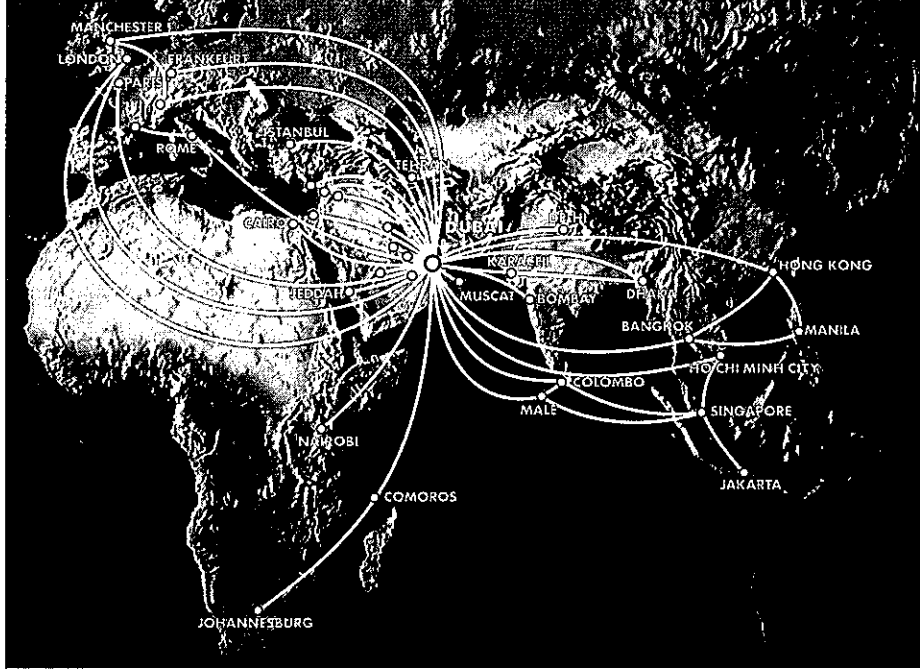 MANCHESTER
LONDON
FRANKFURT
PARIS
ROME
ISTANBUL
TEHRAN
CAIRO
DUBAI
DELHI
KARACHI
HONG KONG
JEDDAH
MUSCAT
BOMBAY
DHAKA
BANGKOK
MANILA
HO CHI MINH CITY
COLOMBO
MALE
SINGAPORE
NAIROBI
JAKARTA
COMOROS
JOHANNESBURG